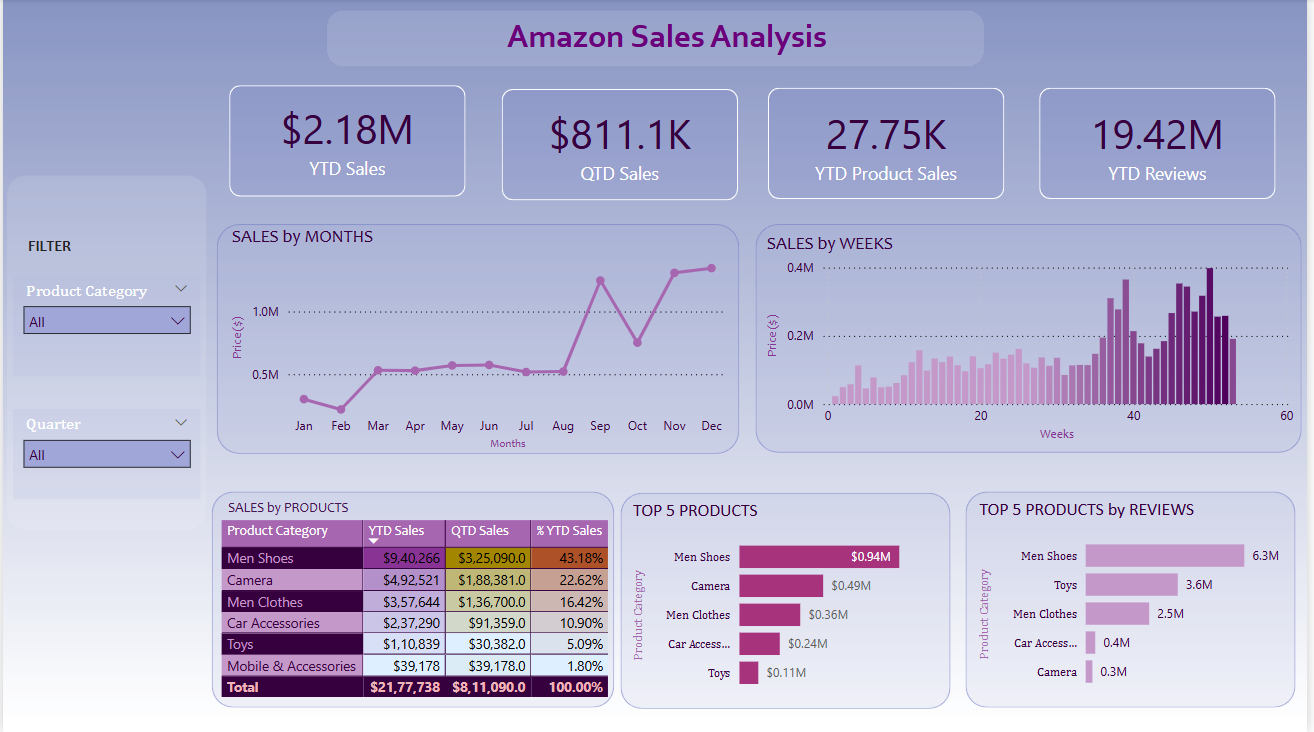 Amazon Sales Analysis
$2.18M
YTD Sales
$811.1K
QTD Sales
27.75K
YTD Product Sales
19.42M
YTD Reviews
FILTER
Product Category
All
Quarter
All
SALES by MONTHS
Price($)
1.0M
0.5M
Jan Feb Mar Apr May Jun Jul Aug Sep Oct Nov Dec
Months
SALES by WEEKS
Price($)
0.4M
0.2M
0.0M
0 20 40 60
Weeks
SALES by PRODUCTS
Product Category YTD Sales QTD Sales % YTD Sales
Men Shoes $9,40,266 $3,25,090.0 43.18%
Camera $4,92,521 $1,88,381.0 22.62%
Men Clothes $3,57,644 $1,36,700.0 16.42%
Car Accessories $2,37,290 $91,359.0 10.90%
Toys $1,10,839 $30,382.0 5.09%
Mobile & Accessories $39,178 $39,178.0 1.80%
Total $21,77,738 $8,11,090.0 100.00%
TOP 5 PRODUCTS
Product Category
Men Shoes $0.94M
Camera $0.49M
Men Clothes $0.36M
Car Access... $0.24M
Toys $0.11M
TOP 5 PRODUCTS by REVIEWS
Product Category
Men Shoes 6.3M
Toys 3.6M
Men Clothes 2.5M
Car Access... 0.4M
Camera 0.3M